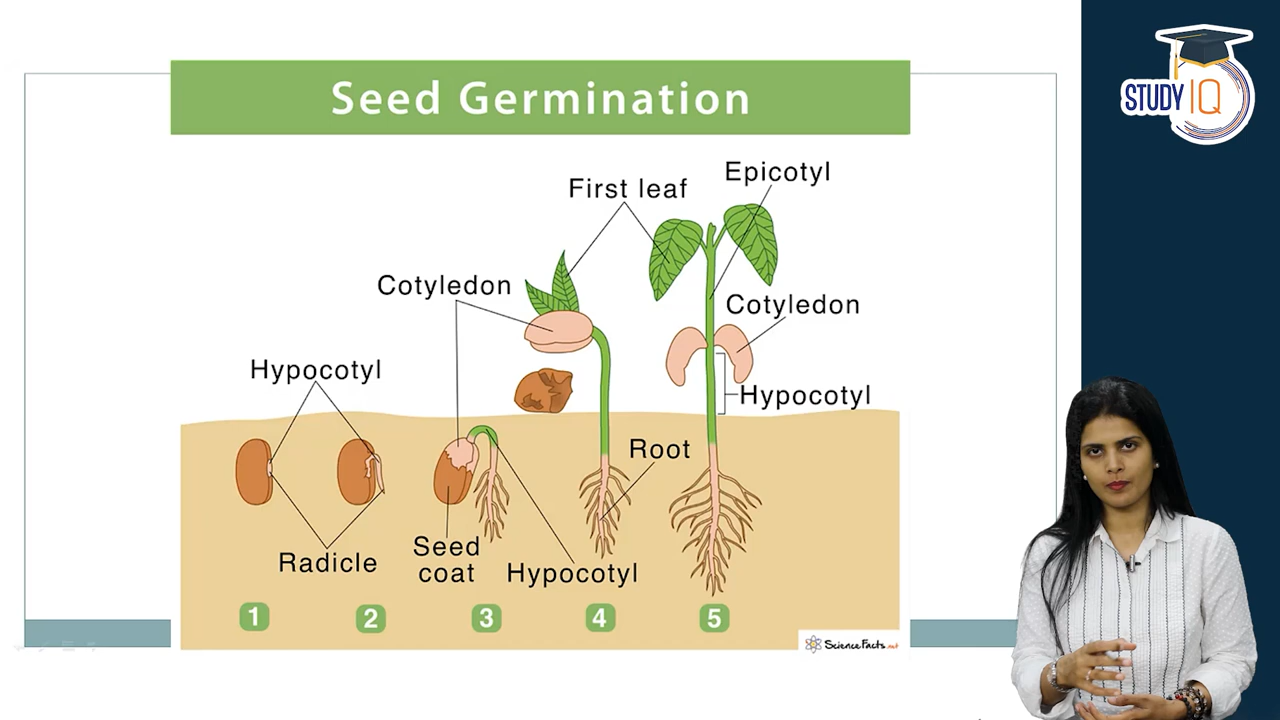 Seed Germination
STUDY IQ
Epicotyl
First leaf
Cotyledon
Cotyledon
Hypocotyl
Hypocotyl
Root
Radicle
Seed
coat
Hypocotyl
1
2
3
4
5
ScienceFacts.net